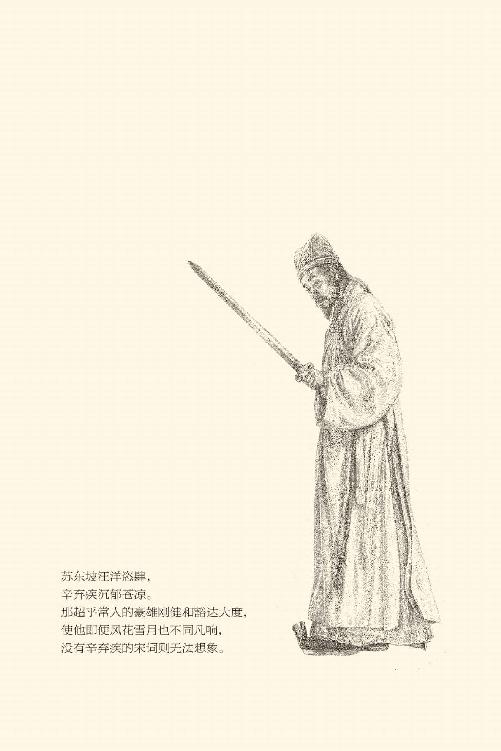 苏东坡汪洋恣肆，
辛弃疾沉郁苍凉。
那超乎常人的豪雄刚健和豁达大度，
使他即便风花雪月也不同凡响，
没有辛弃疾的宋词则无法想象。